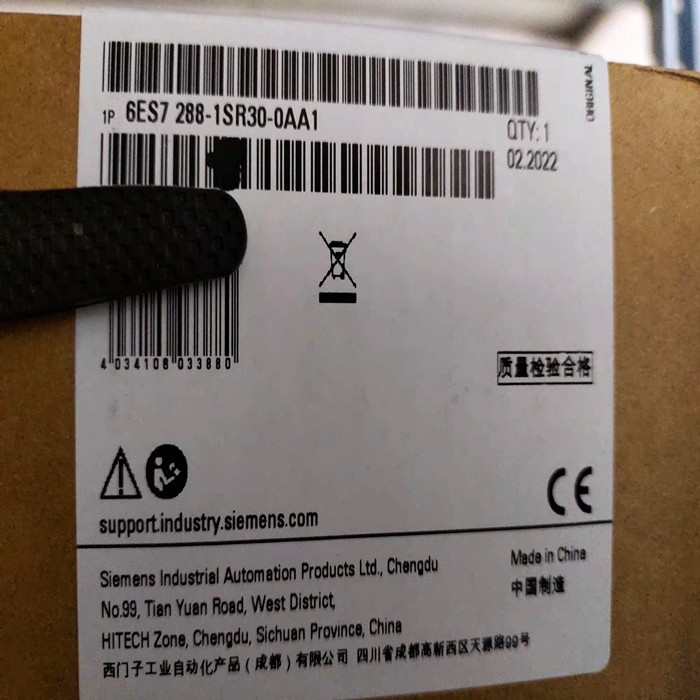 1P 6ES7 288-1SR30-0AA1
QTY: 1
02.2022
4 034108 033880
质量检验合格
CE
support.industry.siemens.com
Siemens Industrial Automation Products Ltd., Chengdu
No.99, Tian Yuan Road, West District,
HITECH Zone, Chengdu, Sichuan Province, China
西门子工业自动化产品(成都)有限公司 四川省成都高新西区天源路99号
Made in China
中国制造